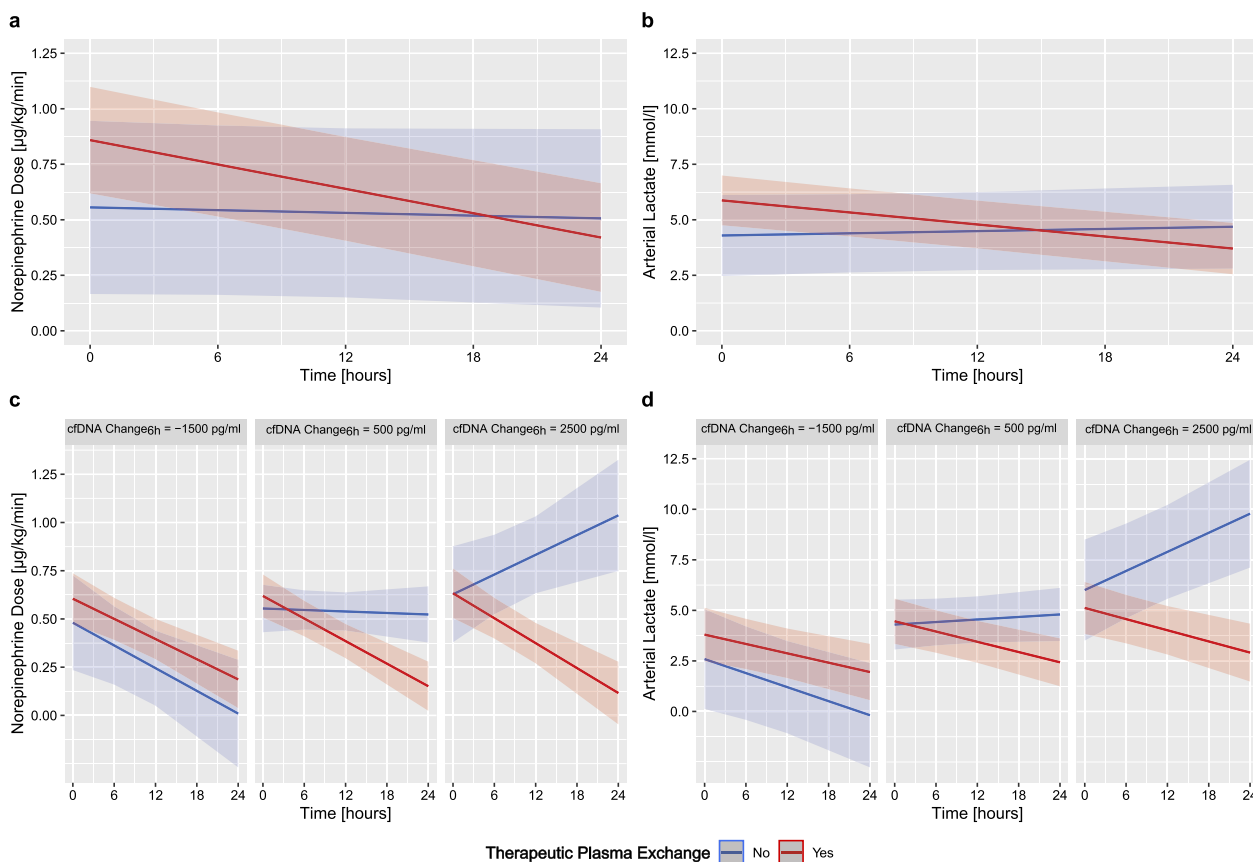 a
Norepinephrine Dose [µg/kg/min]
1.25
1.00
0.75
0.50
0.25
0.00
0 6 12 18 24
Time [hours]
b
Arterial Lactate [mmol/l]
12.5
10.0
7.5
5.0
2.5
0.0
0 6 12 18 24
Time [hours]
c
cfDNA Change6h = −1500 pg/ml cfDNA Change6h = 500 pg/ml cfDNA Change6h = 2500 pg/ml
Norepinephrine Dose [µg/kg/min]
1.25
1.00
0.75
0.50
0.25
0.00
0 6 12 18 24 0 6 12 18 24 0 6 12 18 24
Time [hours]
d
cfDNA Change6h = −1500 pg/ml cfDNA Change6h = 500 pg/ml cfDNA Change6h = 2500 pg/ml
Arterial Lactate [mmol/l]
12.5
10.0
7.5
5.0
2.5
0.0
0 6 12 18 24 0 6 12 18 24 0 6 12 18 24
Time [hours]
Therapeutic Plasma Exchange No Yes